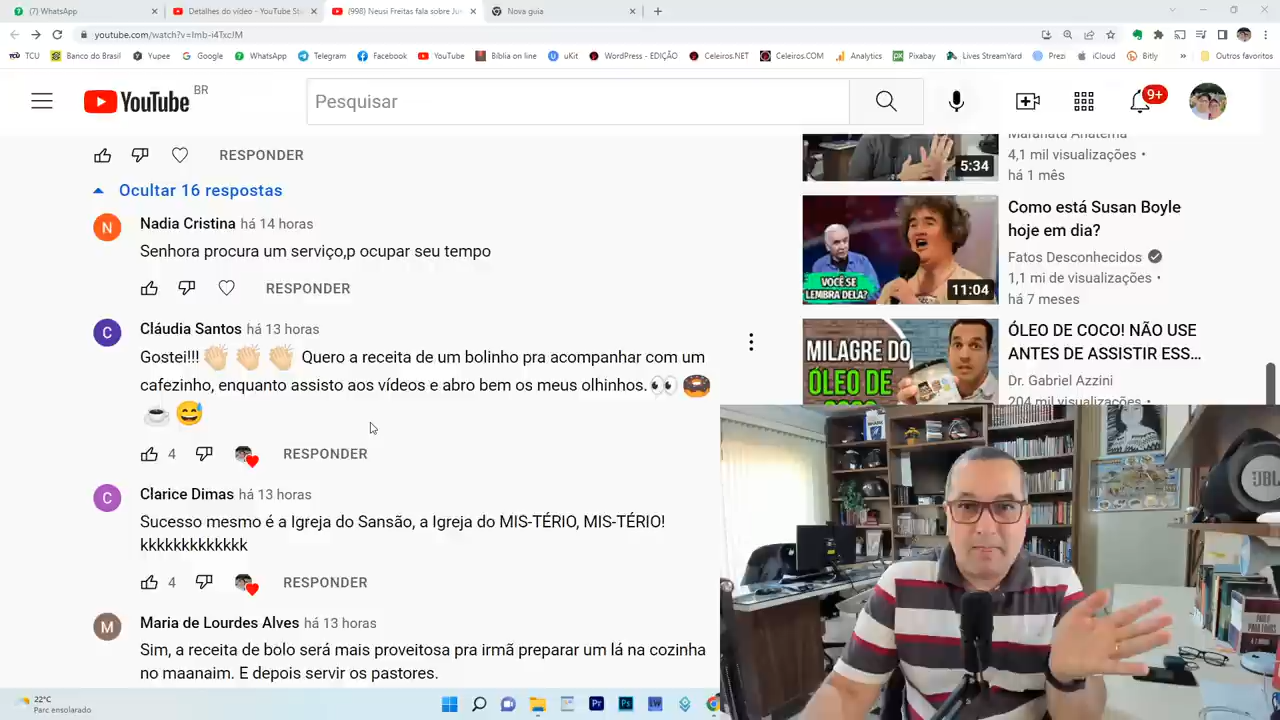 (7) WhatsApp
Detalhes do vídeo - YouTube Stu
(998) Neusi Freitas fala sobre Ju
Nova guia
youtube.com/watch?v=Imb-i4TxcJM
TCU
Banco do Brasil
Yupee
Google
WhatsApp
Telegram
Facebook
YouTube
Bíblia on line
uKit
WordPress - EDIÇÃO
Celeiros.NET
Celeiros.COM
Analytics
Pixabay
Lives StreamYard
Prezi
iCloud
Bitly
»
Outros favoritos
YouTube BR
Pesquisar
9+
RESPONDER
Ocultar 16 respostas
Nadia Cristina há 14 horas
Senhora procura um serviço,p ocupar seu tempo
RESPONDER
Cláudia Santos há 13 horas
Gostei!!! 👏🏻 👏🏻 👏🏻 Quero a receita de um bolinho pra acompanhar com um
cafezinho, enquanto assisto aos vídeos e abro bem os meus olhinhos. 👀 🍩
☕ 😅
4 RESPONDER
Clarice Dimas há 13 horas
Sucesso mesmo é a Igreja do Sansão, a Igreja do MIS-TÉRIO, MIS-TÉRIO!
kkkkkkkkkkkkk
4 RESPONDER
Maria de Lourdes Alves há 13 horas
Sim, a receita de bolo será mais proveitosa pra irmã preparar um lá na cozinha
no maanaim. E depois servir os pastores.
Maranata Anátema
4,1 mil visualizações •
há 1 mês
5:34
Como está Susan Boyle
hoje em dia?
Fatos Desconhecidos
1,1 mi de visualizações •
há 7 meses
VOCÊ SE
LEMBRA DELA?
11:04
ÓLEO DE COCO! NÃO USE
ANTES DE ASSISTIR ESS...
Dr. Gabriel Azzini
204 mil visualizações •
MILAGRE DO
ÓLEO DE
JBL
22°C
Parc ensolarado